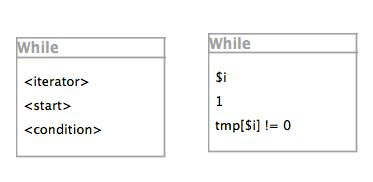 While
<iterator>
<start>
<condition>
While
$i
1
tmp[$i] != 0